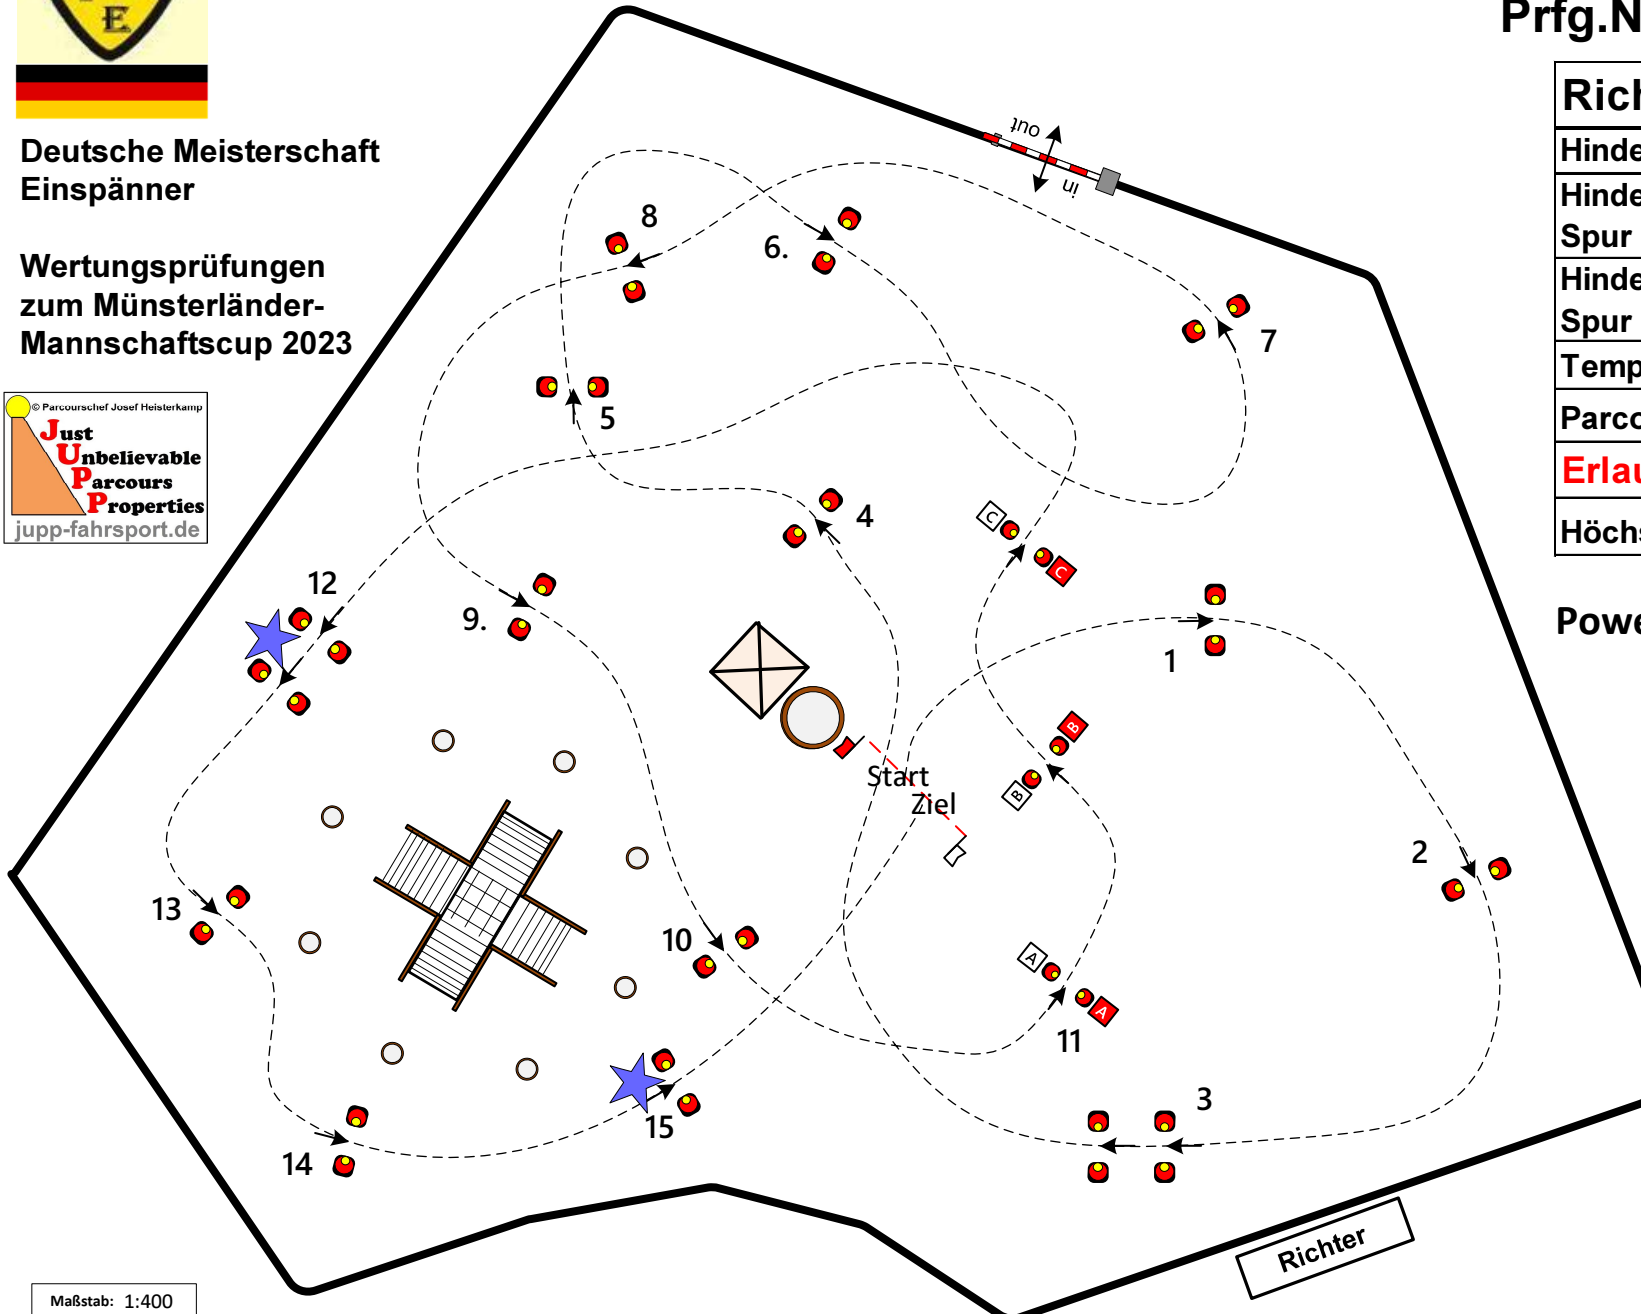 E
Deutsche Meisterschaft
Einspänner
Wertungsprüfungen
zum Münsterländer-
Mannschaftscup 2023
© Parcourschef Josef Heisterkamp
Just
Unbelievable
Parcours
Properties
jupp-fahrsport.de
Prfg.N
Rich
Hinde
Hinde
Spur
Hinde
Spur
Temp
Parco
Erlau
Höchs
Powe
out
in
8
6.
7
5
4
C
C
12
9.
1
B
B
Start
Ziel
2
13
10
A
A
11
3
15
14
Richter
Maßstab: 1:400